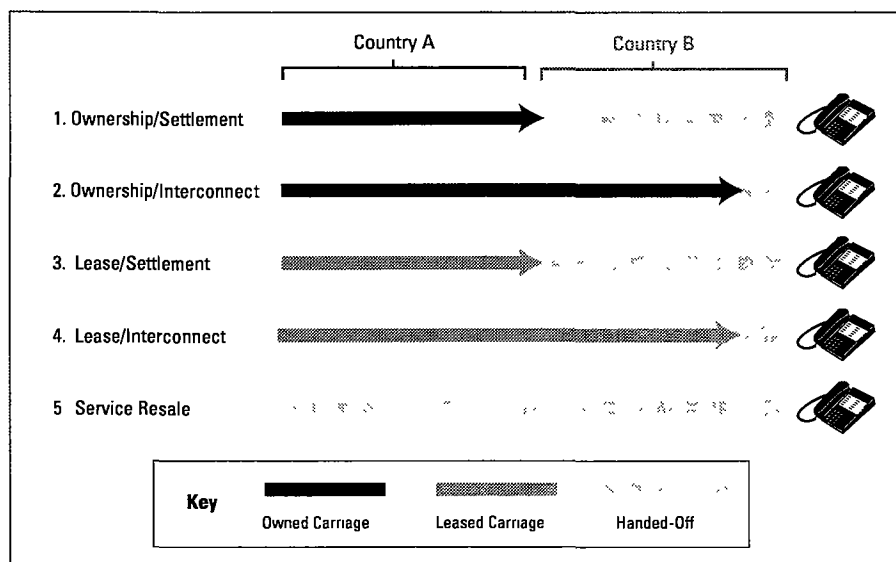 Country A
Country B
1. Ownership/Settlement
2. Ownership/Interconnect
3. Lease/Settlement
4. Lease/Interconnect
5 Service Resale
Key
Owned Carriage
Leased Carriage
Handed-Off